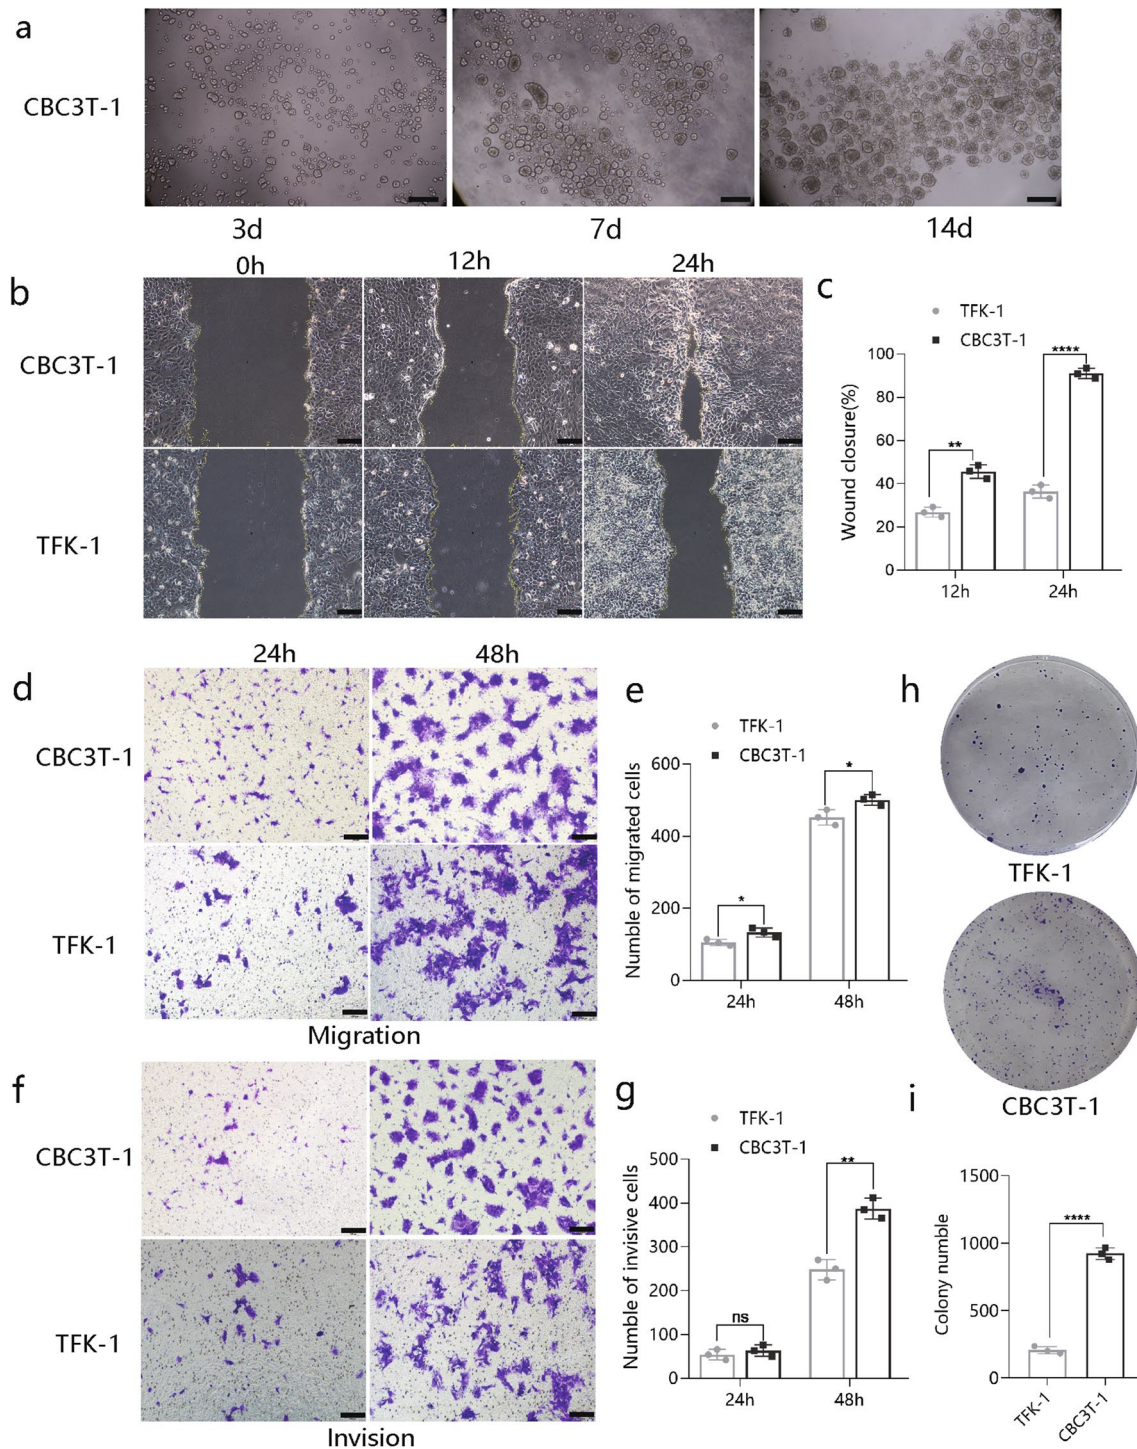 a
CBC3T-1
3d
7d
14d
b
0h
12h
24h
CBC3T-1
TFK-1
c
TFK-1
CBC3T-1
Wound closure(%)
100
80
60
40
20
0
**
****
12h
24h
d
24h
48h
CBC3T-1
TFK-1
Migration
e
TFK-1
CBC3T-1
Numble of migrated cells
600
400
200
0
*
*
24h
48h
h
TFK-1
CBC3T-1
f
CBC3T-1
TFK-1
Invision
g
TFK-1
CBC3T-1
Numble of invisive cells
500
400
300
200
100
0
ns
**
24h
48h
i
Colony numble
1500
1000
500
0
****
TFK-1
CBC3T-1